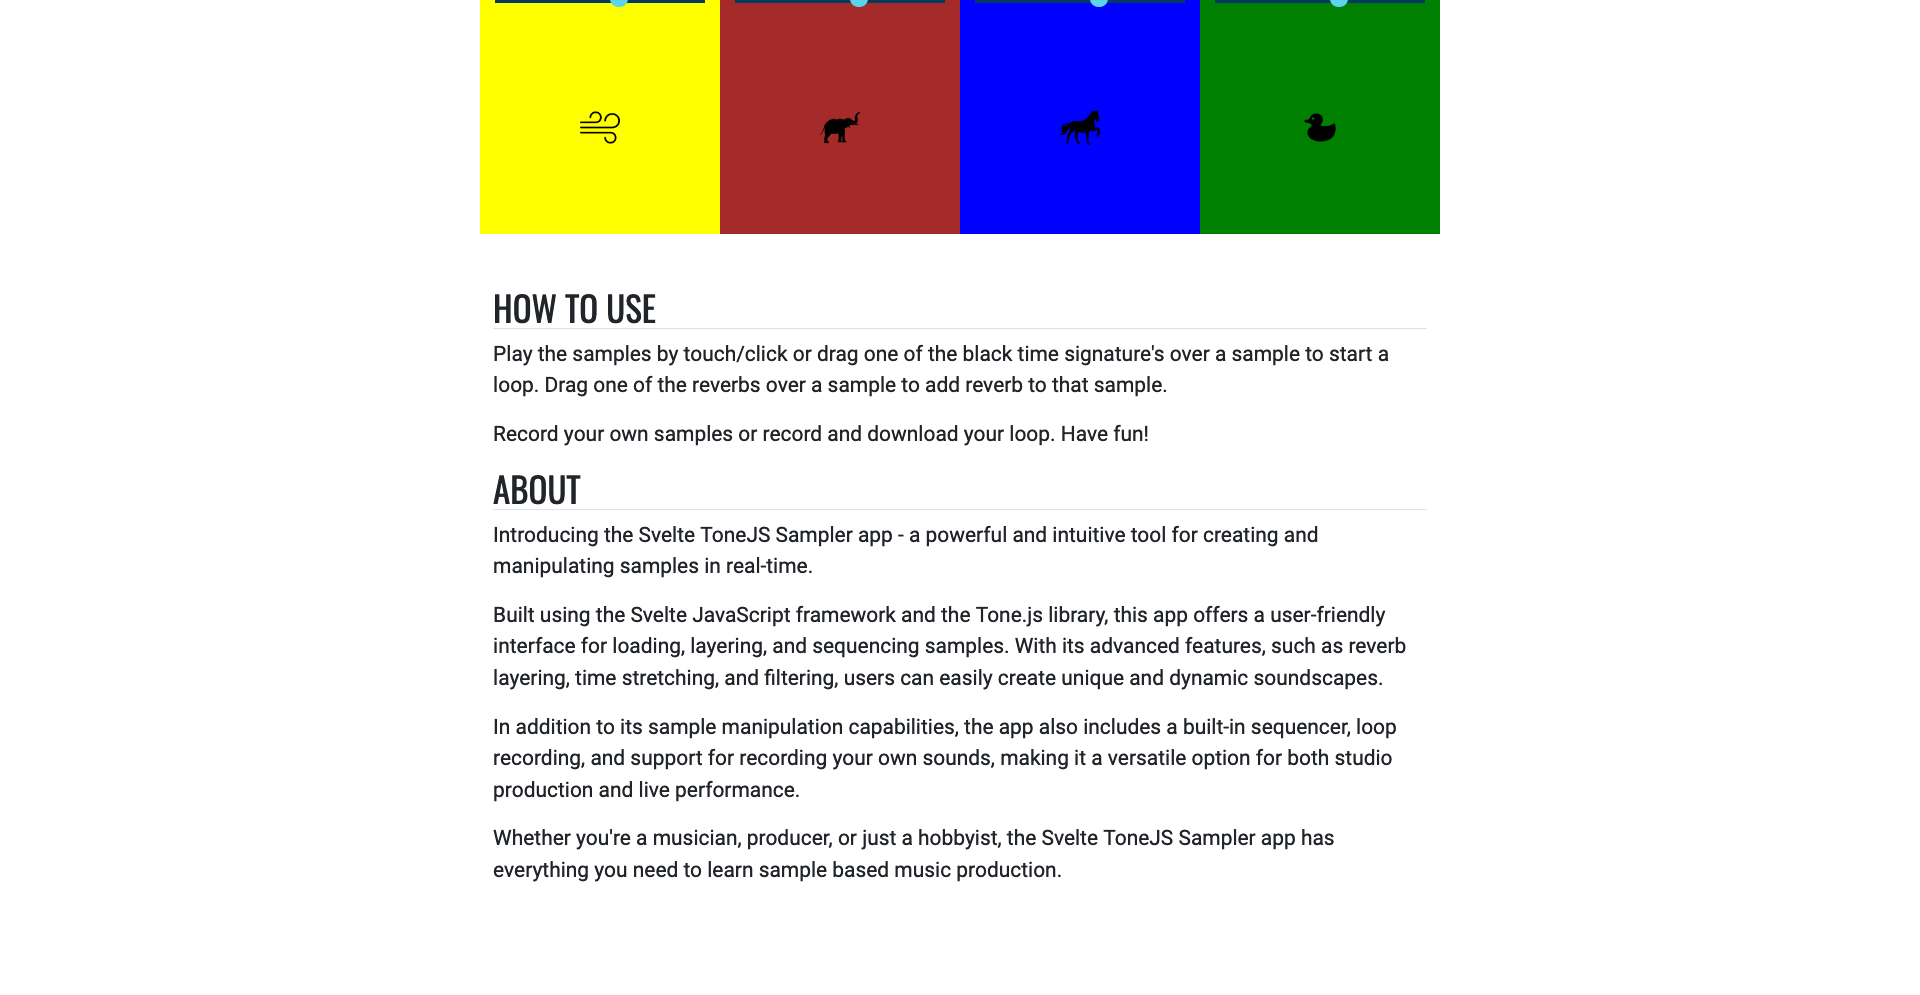 HOW TO USE
Play the samples by touch/click or drag one of the black time signature's over a sample to start a
loop. Drag one of the reverbs over a sample to add reverb to that sample.
Record your own samples or record and download your loop. Have fun!
ABOUT
Introducing the Svelte ToneJS Sampler app - a powerful and intuitive tool for creating and
manipulating samples in real-time.
Built using the Svelte JavaScript framework and the Tone.js library, this app offers a user-friendly
interface for loading, layering, and sequencing samples. With its advanced features, such as reverb
layering, time stretching, and filtering, users can easily create unique and dynamic soundscapes.
In addition to its sample manipulation capabilities, the app also includes a built-in sequencer, loop
recording, and support for recording your own sounds, making it a versatile option for both studio
production and live performance.
Whether you're a musician, producer, or just a hobbyist, the Svelte ToneJS Sampler app has
everything you need to learn sample based music production.